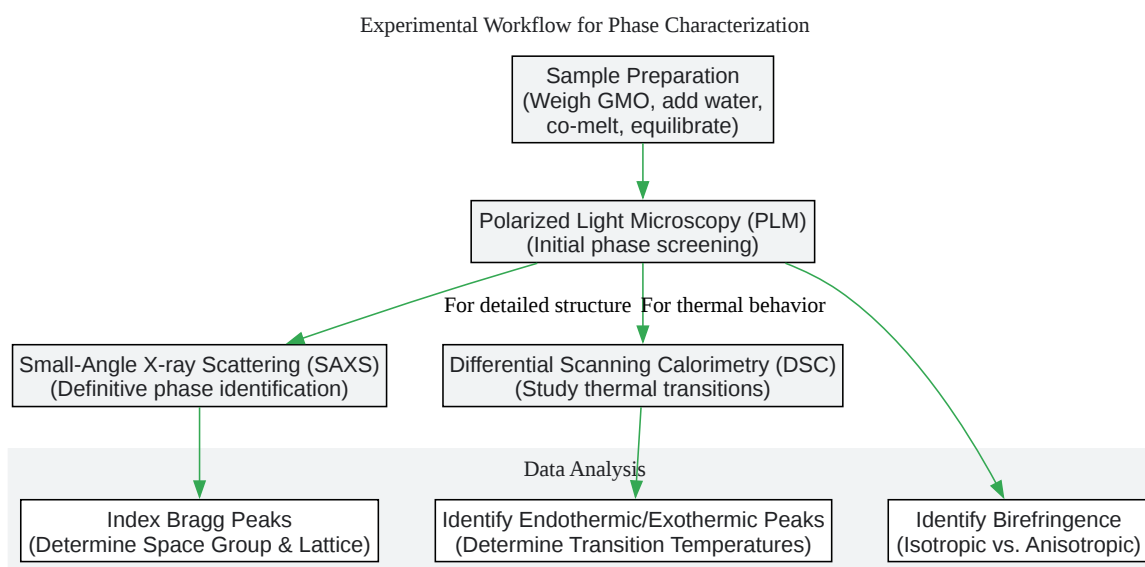 Experimental Workflow for Phase Characterization
Sample Preparation
(Weigh GMO, add water,
co-melt, equilibrate)
Polarized Light Microscopy (PLM)
(Initial phase screening)
For detailed structure
For thermal behavior
Small-Angle X-ray Scattering (SAXS)
(Definitive phase identification)
Differential Scanning Calorimetry (DSC)
(Study thermal transitions)
Data Analysis
Index Bragg Peaks
(Determine Space Group & Lattice)
Identify Endothermic/Exothermic Peaks
(Determine Transition Temperatures)
Identify Birefringence
(Isotropic vs. Anisotropic)